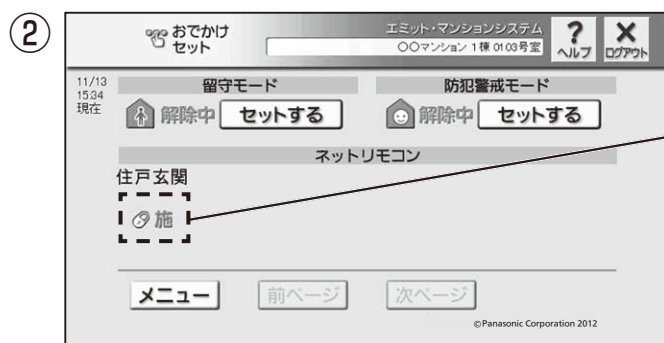 ②
おでかけ
セット
エミット・マンションシステム
〇〇マンション 1棟 0103号室
?
ヘルプ
×
ログアウト
11/13
15:34
現在
留守モード
解除中 セットする
防犯警戒モード
解除中 セットする
ネットリモコン
住戸玄関
施
メニュー 前ページ 次ページ
©Panasonic Corporation 2012